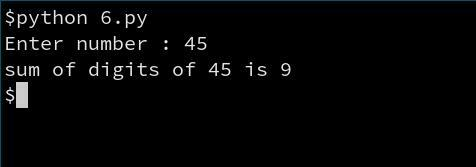 $python 6.py
Enter number : 45
sum of digits of 45 is 9
$